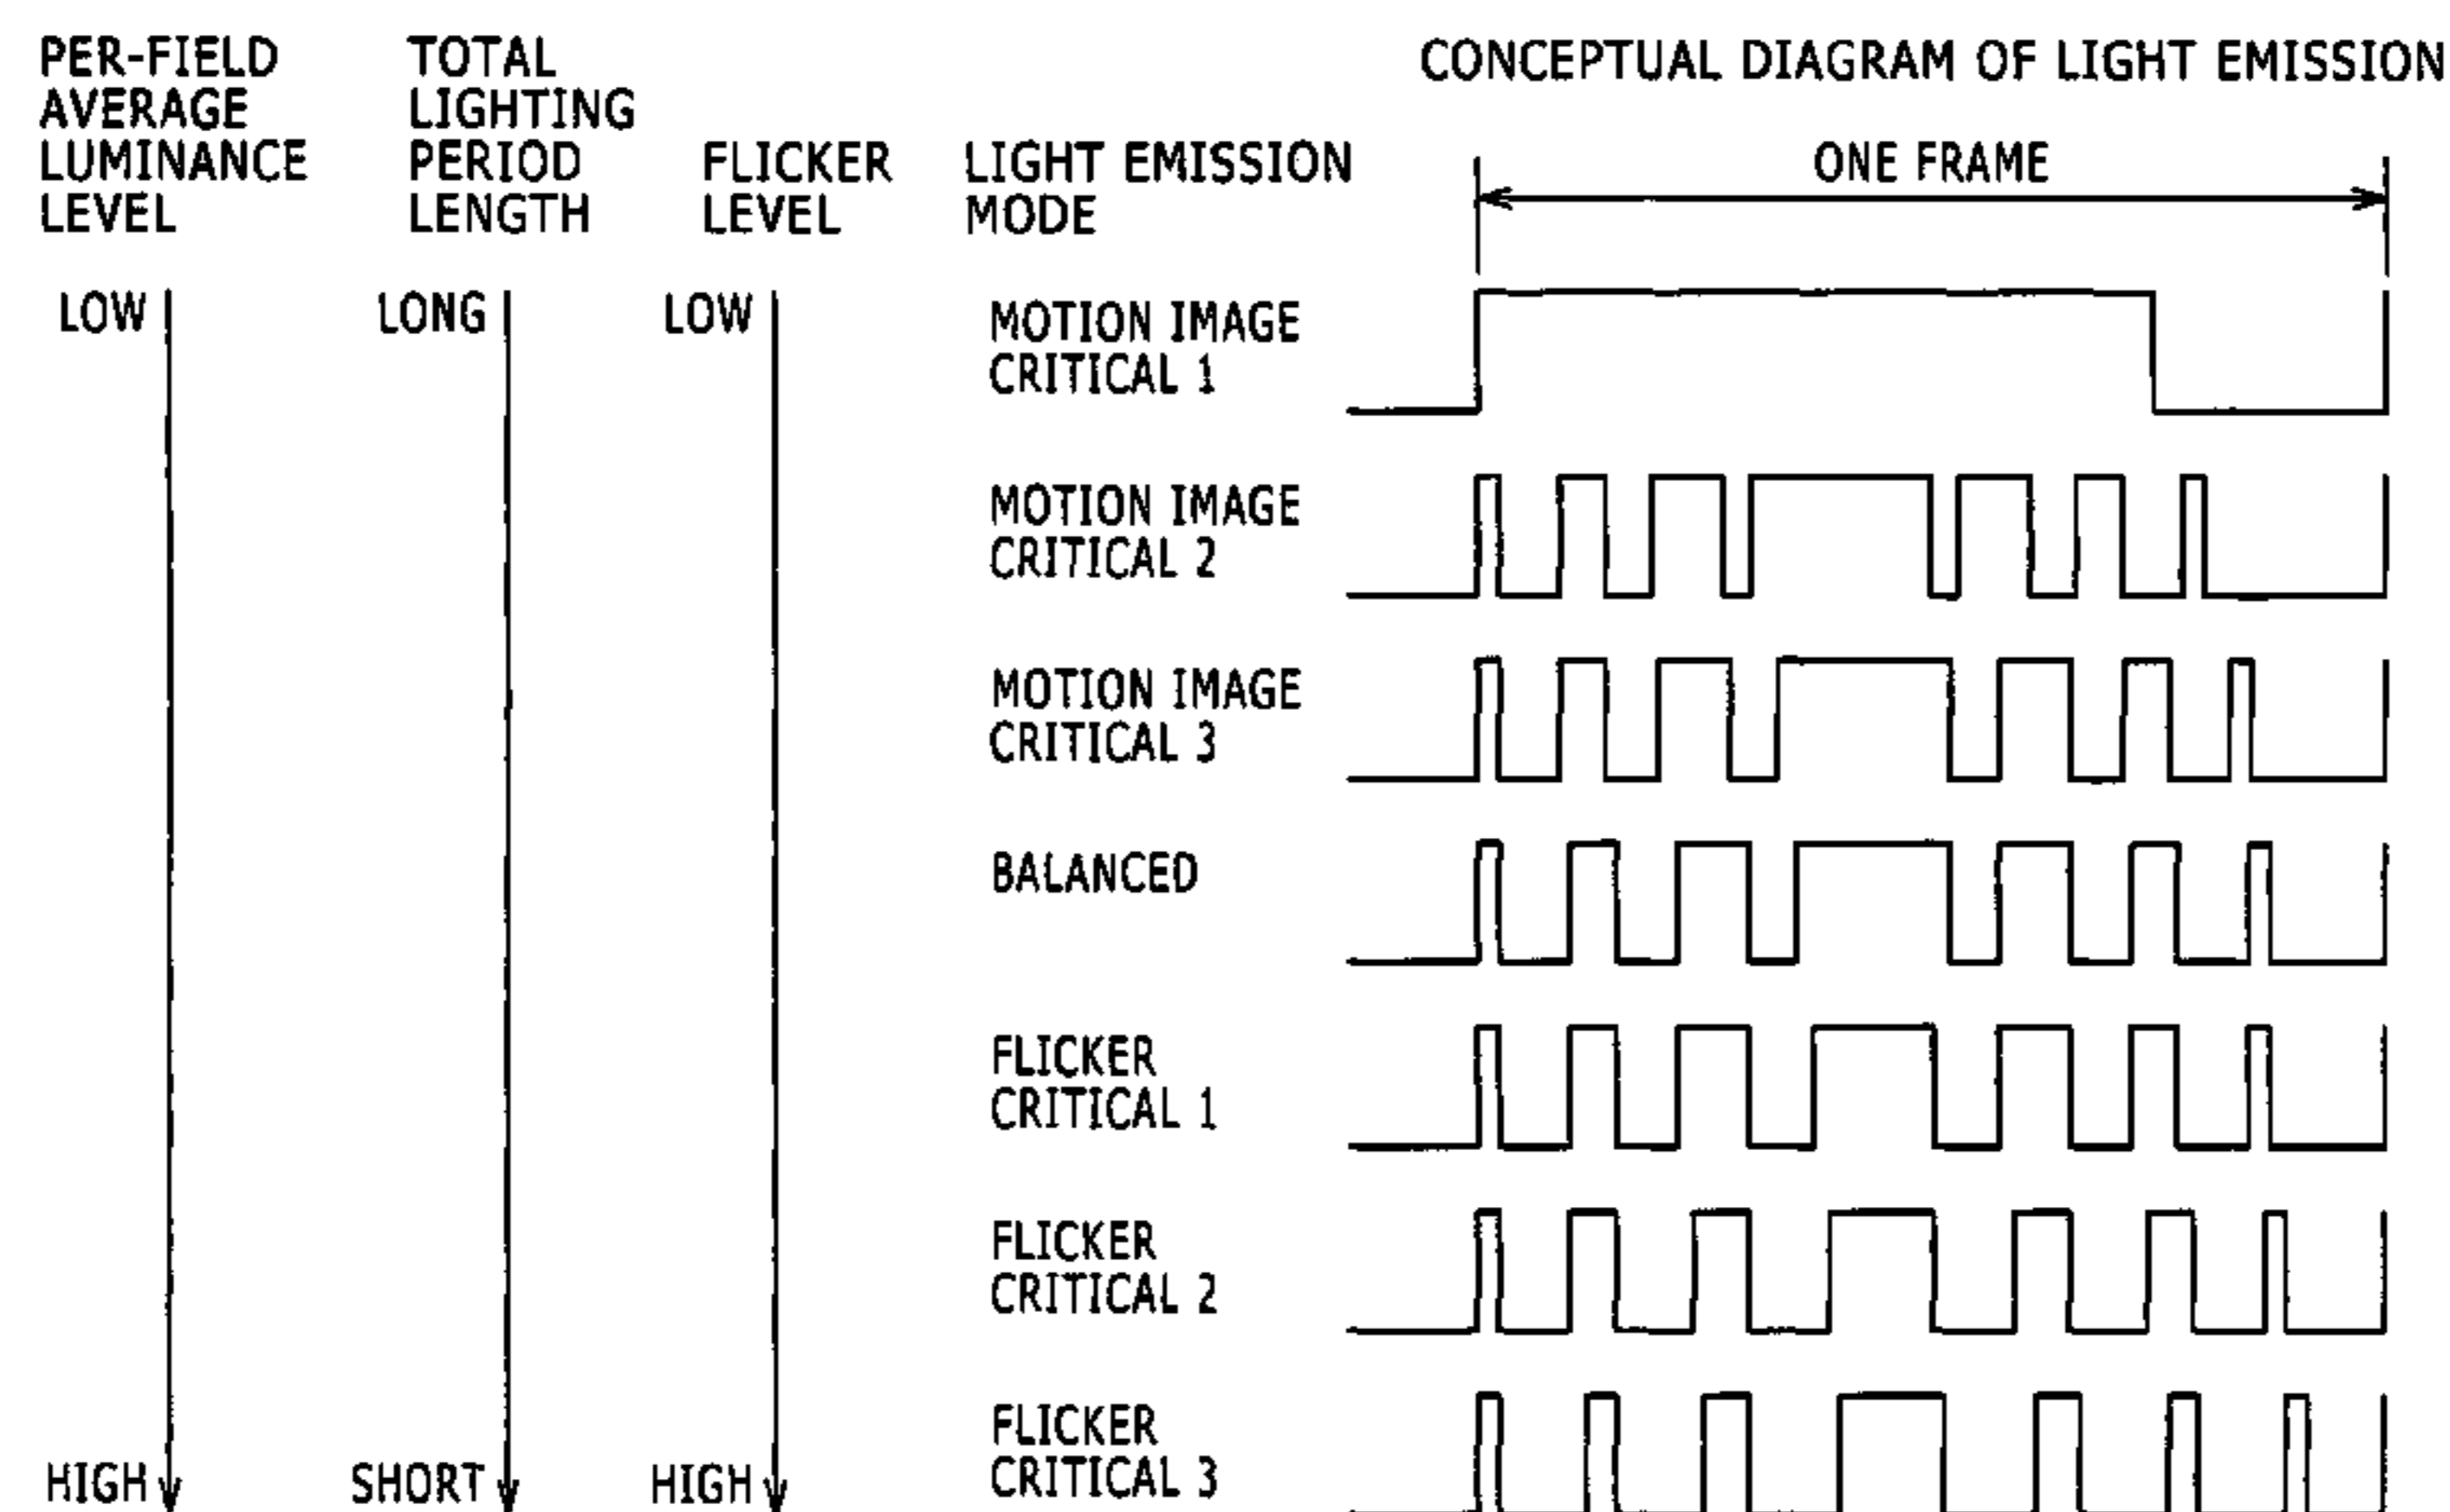 PER-FIELD
AVERAGE
LUMINANCE
LEVEL
TOTAL
LIGHTING
PERIOD
LENGTH
FLICKER
LEVEL
LIGHT EMISSION
MODE
CONCEPTUAL DIAGRAM OF LIGHT EMISSION
ONE FRAME
LOW
LONG
LOW
MOTION IMAGE
CRITICAL 1
MOTION IMAGE
CRITICAL 2
MOTION IMAGE
CRITICAL 3
BALANCED
FLICKER
CRITICAL 1
FLICKER
CRITICAL 2
FLICKER
CRITICAL 3
HIGH
SHORT
HIGH